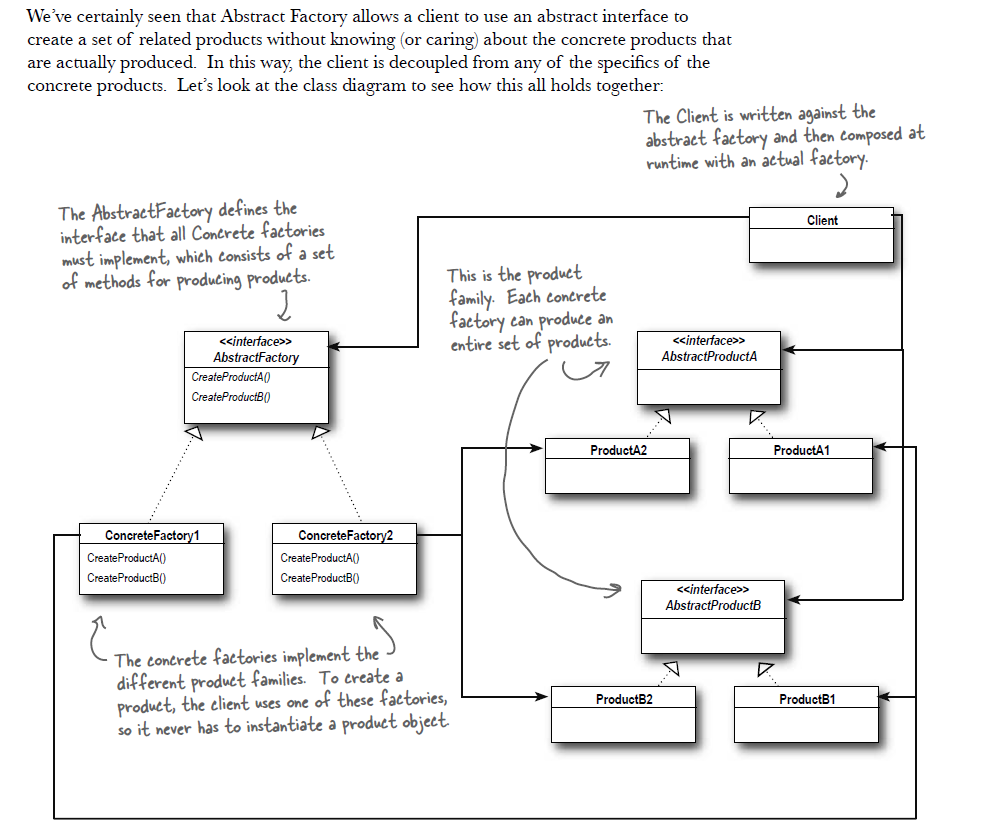 We've certainly seen that Abstract Factory allows a client to use an abstract interface to
create a set of related products without knowing (or caring) about the concrete products that
are actually produced. In this way, the client is decoupled from any of the specifics of the
concrete products. Let's look at the class diagram to see how this all holds together:
The Client is written against the
abstract factory and then composed at
runtime with an actual factory.
The AbstractFactory defines the
interface that all Concrete factories
must implement, which consists of a set
of methods for producing products.
Client
This is the product
family. Each concrete
factory can produce an
entire set of products.
<<interface>>
AbstractFactory
CreateProductA()
CreateProductB()
<<interface>>
AbstractProductA
ProductA2
ProductA1
ConcreteFactory1
CreateProductA()
CreateProductB()
ConcreteFactory2
CreateProductA()
CreateProductB()
<<interface>>
AbstractProductB
The concrete factories implement the
different product families. To create a
product, the client uses one of these factories,
so it never has to instantiate a product object.
ProductB2
ProductB1